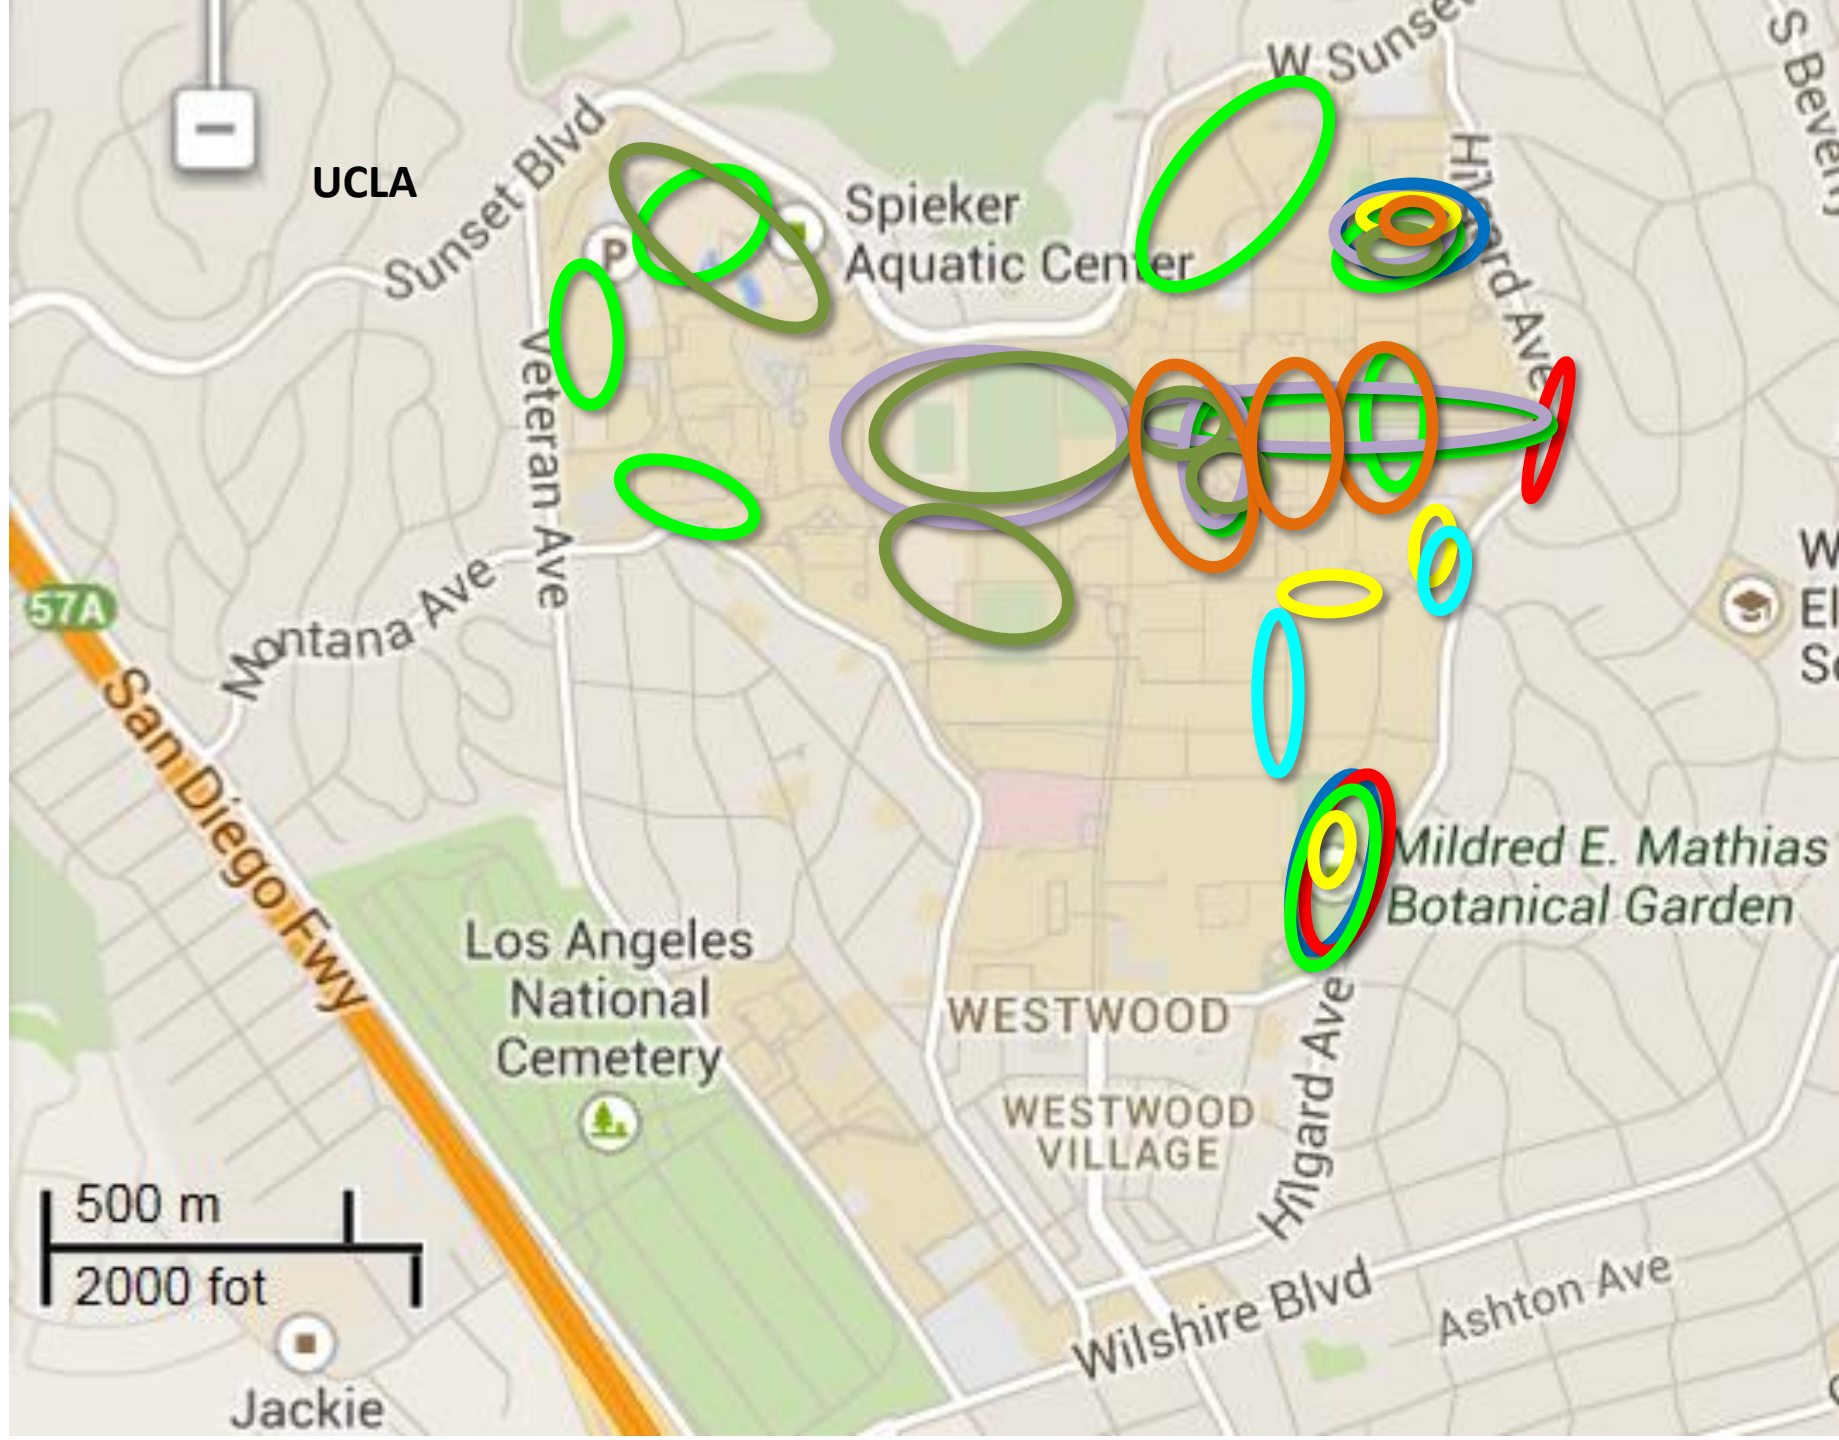 W Sunset
S Beverly
UCLA
Sunset Blvd
Hilgard Ave
P
Spieker
Aquatic Center
Veteran Ave
57A
Montana Ave
San Diego Fwy
Mildred E. Mathias
Botanical Garden
Los Angeles
National
Cemetery
WESTWOOD
WESTWOOD
VILLAGE
Hilgard Ave
500 m
2000 fot
Wilshire Blvd
Ashton Ave
Jackie